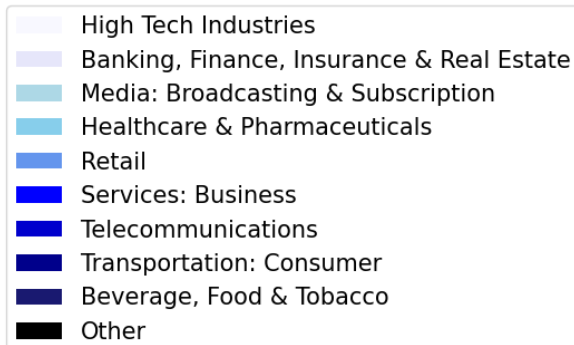 High Tech Industries
Banking, Finance, Insurance & Real Estate
Media: Broadcasting & Subscription
Healthcare & Pharmaceuticals
Retail
Services: Business
Telecommunications
Transportation: Consumer
Beverage, Food & Tobacco
Other